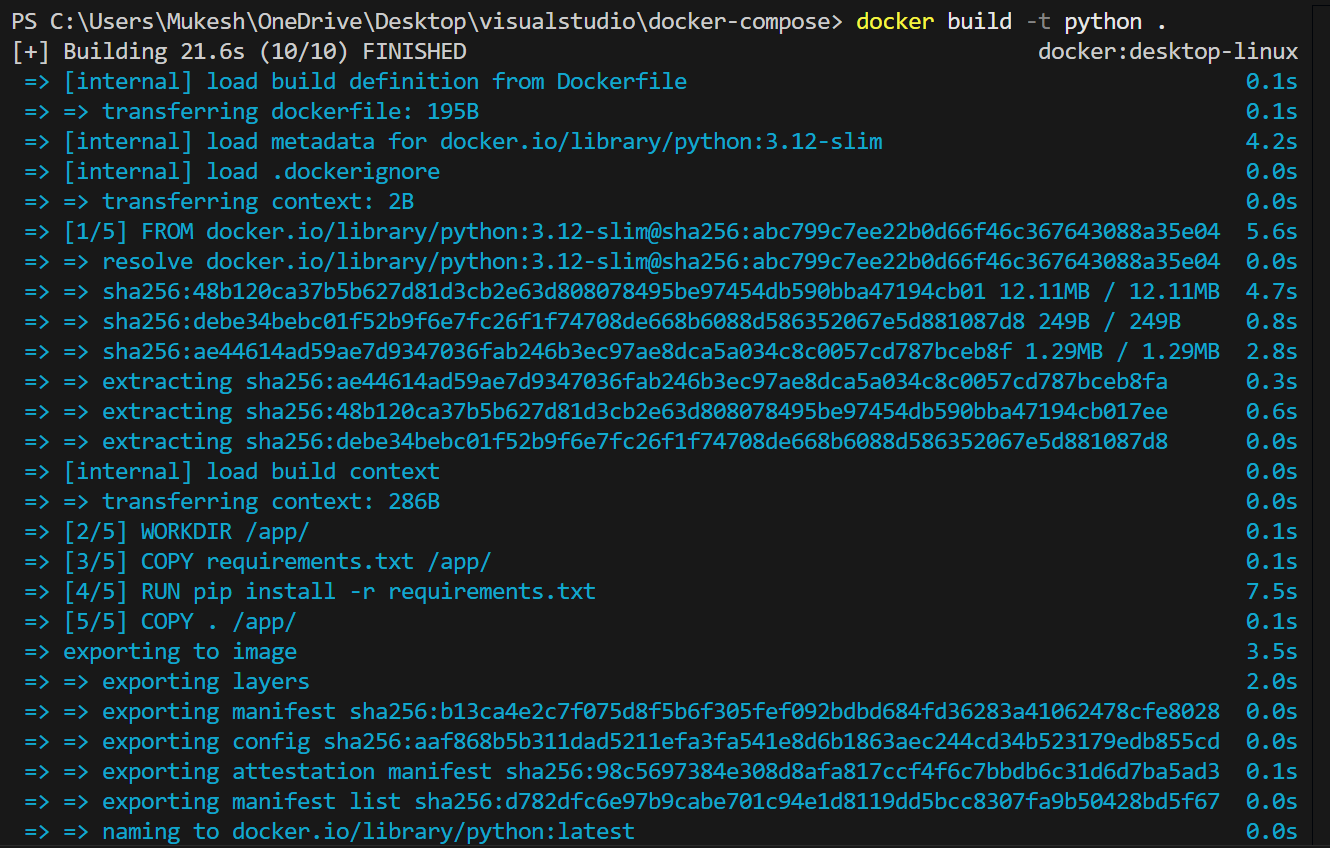 PS C:\Users\Mukesh\OneDrive\Desktop\visualstudio\docker-compose> docker build -t python .
[+] Building 21.6s (10/10) FINISHED docker:desktop-linux
=> [internal] load build definition from Dockerfile 0.1s
=> => transferring dockerfile: 195B 0.1s
=> [internal] load metadata for docker.io/library/python:3.12-slim 4.2s
=> [internal] load .dockerignore 0.0s
=> => transferring context: 2B 0.0s
=> [1/5] FROM docker.io/library/python:3.12-slim@sha256:abc799c7ee22b0d66f46c367643088a35e04 5.6s
=> => resolve docker.io/library/python:3.12-slim@sha256:abc799c7ee22b0d66f46c367643088a35e04 0.0s
=> => sha256:48b120ca37b5b627d81d3cb2e63d808078495be97454db590bba47194cb01 12.11MB / 12.11MB 4.7s
=> => sha256:debe34bebc01f52b9f6e7fc26f1f74708de668b6088d586352067e5d881087d8 249B / 249B 0.8s
=> => sha256:ae44614ad59ae7d9347036fab246b3ec97ae8dca5a034c8c0057cd787bceb8f 1.29MB / 1.29MB 2.8s
=> => extracting sha256:ae44614ad59ae7d9347036fab246b3ec97ae8dca5a034c8c0057cd787bceb8fa 0.3s
=> => extracting sha256:48b120ca37b5b627d81d3cb2e63d808078495be97454db590bba47194cb017ee 0.6s
=> => extracting sha256:debe34bebc01f52b9f6e7fc26f1f74708de668b6088d586352067e5d881087d8 0.0s
=> [internal] load build context 0.0s
=> => transferring context: 286B 0.0s
=> [2/5] WORKDIR /app/ 0.1s
=> [3/5] COPY requirements.txt /app/ 0.1s
=> [4/5] RUN pip install -r requirements.txt 7.5s
=> [5/5] COPY . /app/ 0.1s
=> exporting to image 3.5s
=> => exporting layers 2.0s
=> => exporting manifest sha256:b13ca4e2c7f075d8f5b6f305fef092bdbd684fd36283a41062478cfe8028 0.0s
=> => exporting config sha256:aaf868b5b311dad5211efa3fa541e8d6b1863aec244cd34b523179edb855cd 0.0s
=> => exporting attestation manifest sha256:98c5697384e308d8afa817ccf4f6c7bbdb6c31d6d7ba5ad3 0.1s
=> => exporting manifest list sha256:d782dfc6e97b9cabe701c94e1d8119dd5bcc8307fa9b50428bd5f67 0.0s
=> => naming to docker.io/library/python:latest 0.0s